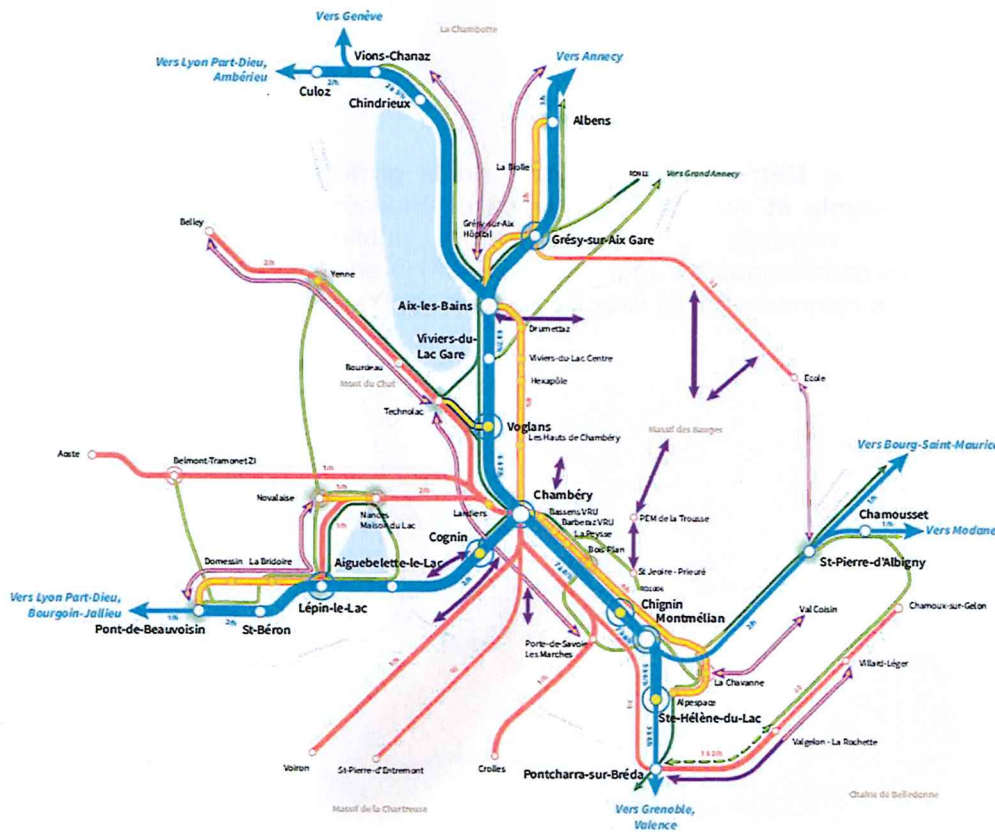 Vers Genève
La Chambotte
Vers Lyon Part-Dieu,
Ambérieu
Vions-Chanaz
Culoz
2/h
Chindrieux
Vers Annecy
Albens
La Biolle
Vers Grand Annecy
Belley
Grésy-sur-Aix
Hôpital
Grésy-sur-Aix Gare
2/h
Yenne
Aix-les-Bains
Drumettaz
Viviers-du-
Lac Gare
Viviers-du-Lac Centre
Bourdeau
Hexapôle
Ecole
Mont du Chat
Technolac
Voglans
Les Hauts de Chambéry
Massif des Bauges
Vers Bourg-Saint-Maurice
Aoste
Belmont-Tramonet ZI
Novalaise
Nances
Maison du Lac
Landiers
Chambéry
Bassens VRU
Barberaz VRU
La Peysse
Bois Plan
PEM de la Trousse
Chamousset
1/h
Vers Modane
Cognin
St-Pierre-d'Albigny
Domessin
La Bridoire
Aiguebelette-le-Lac
St Jeoire - Prieuré
Vers Lyon Part-Dieu,
Bourgoin-Jallieu
1/h
Pont-de-Beauvoisin
2/h
St-Béron
Lépin-le-Lac
2/h
Chignin
Montmélian
Val Coisin
Chamoux-sur-Gelon
Porte-de-Savoie
Les Marches
La Chavanne
Villard-Léger
Alpespace
Ste-Hélène-du-Lac
Valgelon - La Rochette
Voiron
St-Pierre-d'Entremont
Crolles
Pontcharra-sur-Bréda
1 à 2/h
Massif de la Chartreuse
Vers Grenoble,
Valence
Chaîne de Belledonne